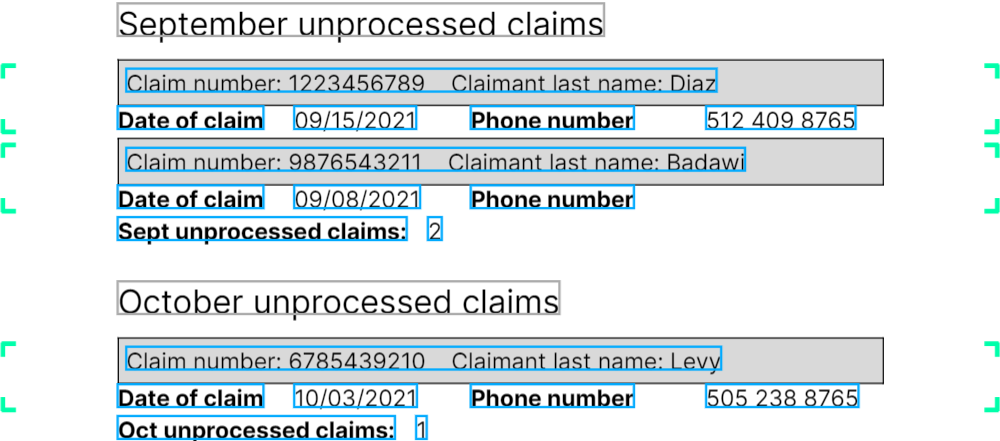 September unprocessed claims
Claim number: 1223456789 Claimant last name: Diaz
Date of claim 09/15/2021 Phone number 512 409 8765
Claim number: 9876543211 Claimant last name: Badawi
Date of claim 09/08/2021 Phone number
Sept unprocessed claims: 2
October unprocessed claims
Claim number: 6785439210 Claimant last name: Levy
Date of claim 10/03/2021 Phone number 505 238 8765
Oct unprocessed claims: 1